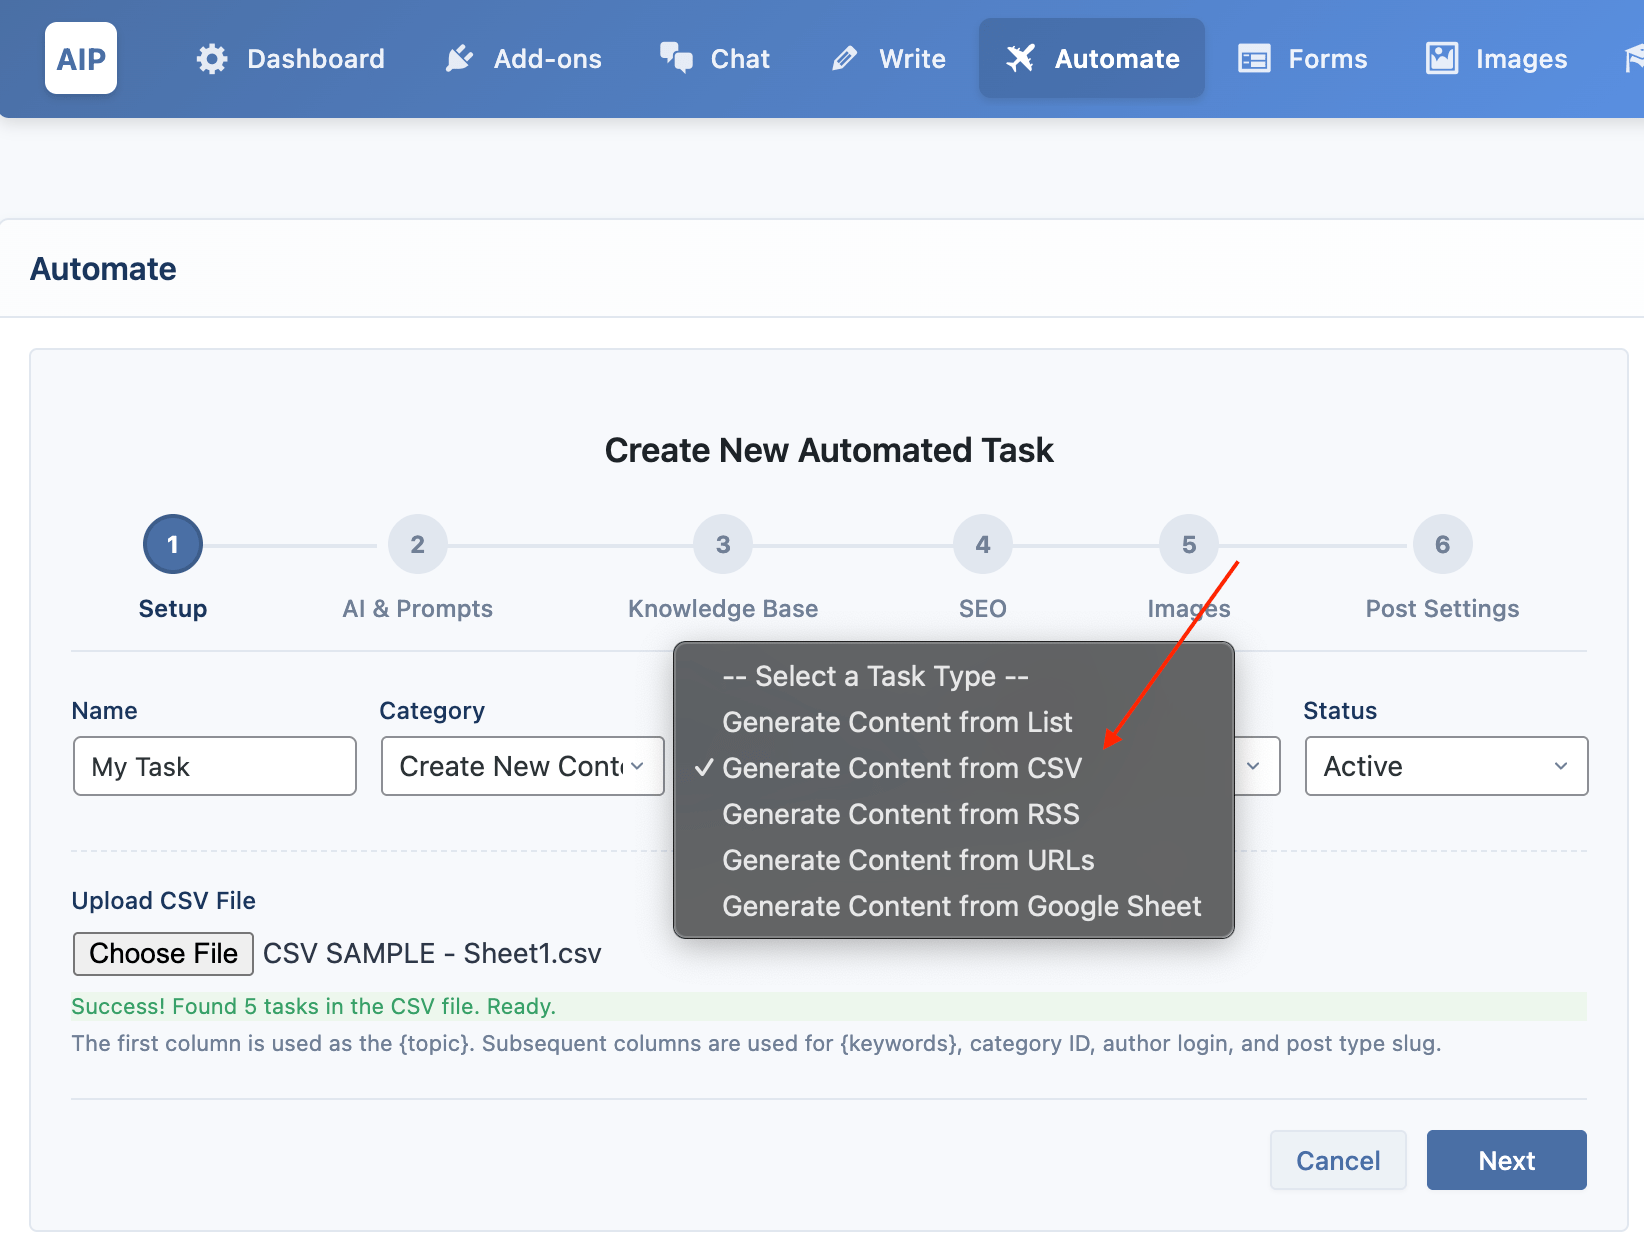 AIP
Dashboard
Add-ons
Chat
Write
Automate
Forms
Images
Automate
Create New Automated Task
1
2
3
4
5
6
Setup
AI & Prompts
Knowledge Base
SEO
Images
Post Settings
-- Select a Task Type --
Generate Content from List
✓ Generate Content from CSV
Generate Content from RSS
Generate Content from URLs
Generate Content from Google Sheet
Name
Category
Status
My Task
Create New Cont
Active
Upload CSV File
Choose File CSV SAMPLE - Sheet1.csv
Success! Found 5 tasks in the CSV file. Ready.
The first column is used as the {topic}. Subsequent columns are used for {keywords}, category ID, author login, and post type slug.
Cancel
Next